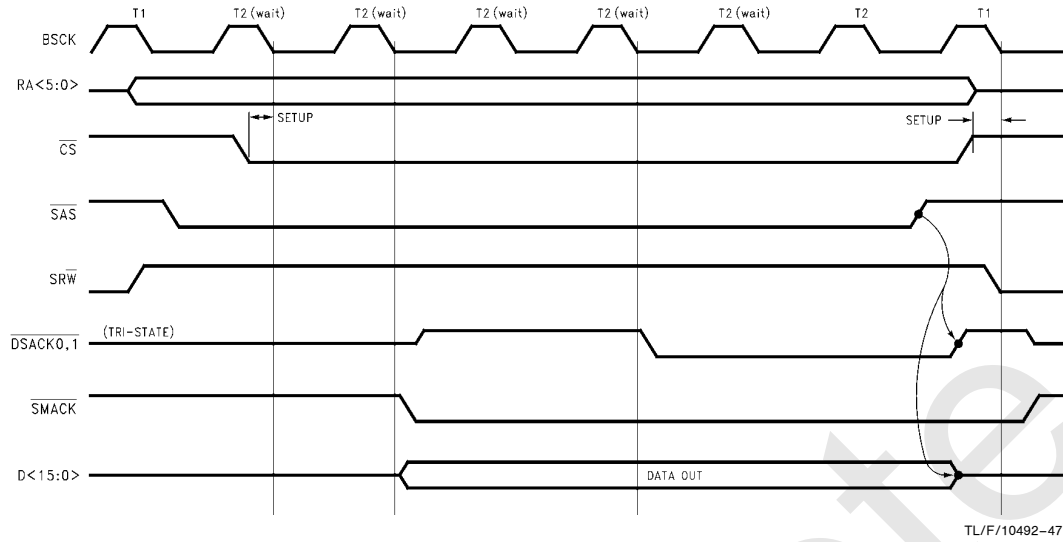 T1 T2 (wait) T2 (wait) T2 (wait) T2 (wait) T2 (wait) T2 T1
BSCK
RA<5:0>
SETUP SETUP
CS
SAS
SRW
DSACK0,1 (TRI-STATE)
SMACK
D<15:0> DATA OUT
TL/F/10492-47